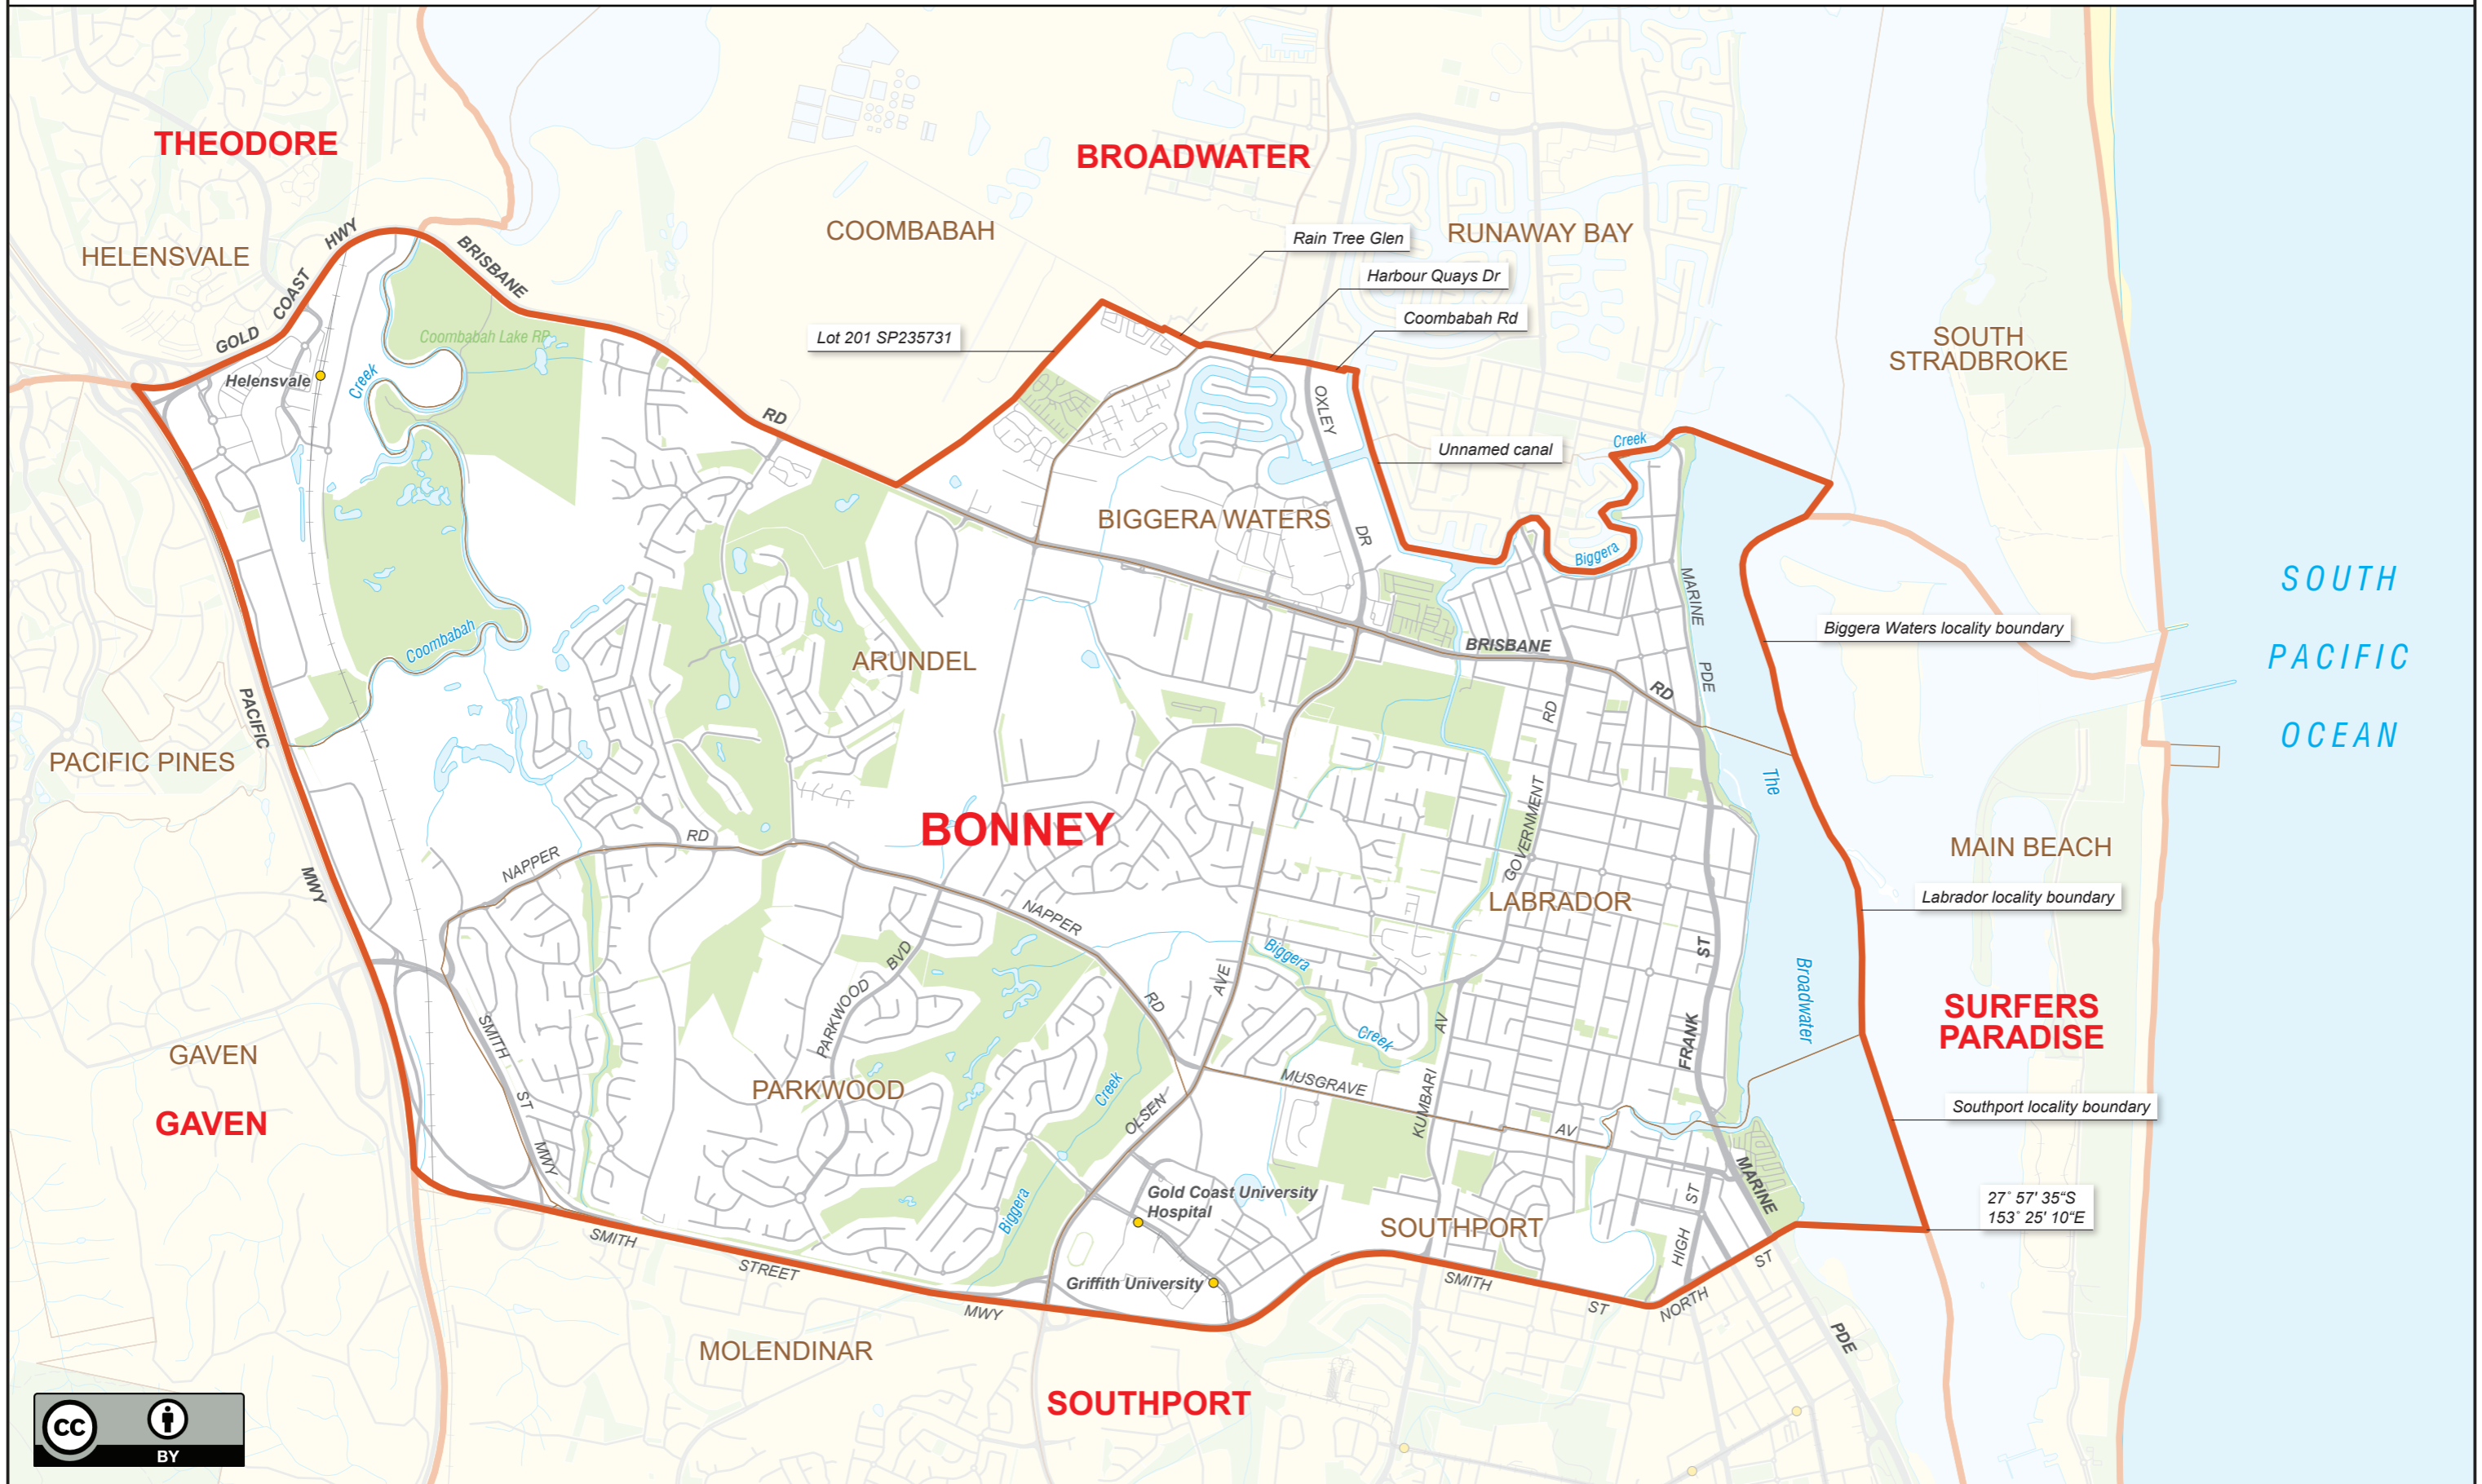 THEODORE
BROADWATER
HELENSVALE
COOMBABAH
RUNAWAY BAY
SOUTH
STRADBROKE
GOLD COAST HWY
BRISBANE RD
Rain Tree Glen
Harbour Quays Dr
Coombabah Rd
Lot 201 SP235731
Coombabah Lake RP
Helensvale
Creek
OXLEY DR
Unnamed canal
Creek
BIGGERA WATERS
Biggera
MARINE PDE
SOUTH
PACIFIC
OCEAN
Biggera Waters locality boundary
Coombabah
BRISBANE RD
ARUNDEL
PACIFIC MWY
PACIFIC PINES
RD
The Broadwater
BONNEY
NAPPER RD
GOVERNMENT
MAIN BEACH
Labrador locality boundary
LABRADOR
NAPPER RD
PARKWOOD BVD
Biggera
Creek
AVE
AV
FRANK ST
SURFERS
PARADISE
SMITH ST MWY
GAVEN
GAVEN
PARKWOOD
Creek
OLSEN
MUSGRAVE AV
KUMBARI
Southport locality boundary
MARINE
PDE
Biggera
Gold Coast University
Hospital
HIGH ST
27° 57' 35“S
153° 25' 10“E
SOUTHPORT
SMITH STREET MWY
Griffith University
SMITH ST
NORTH ST
MOLENDINAR
SOUTHPORT
cc
BY